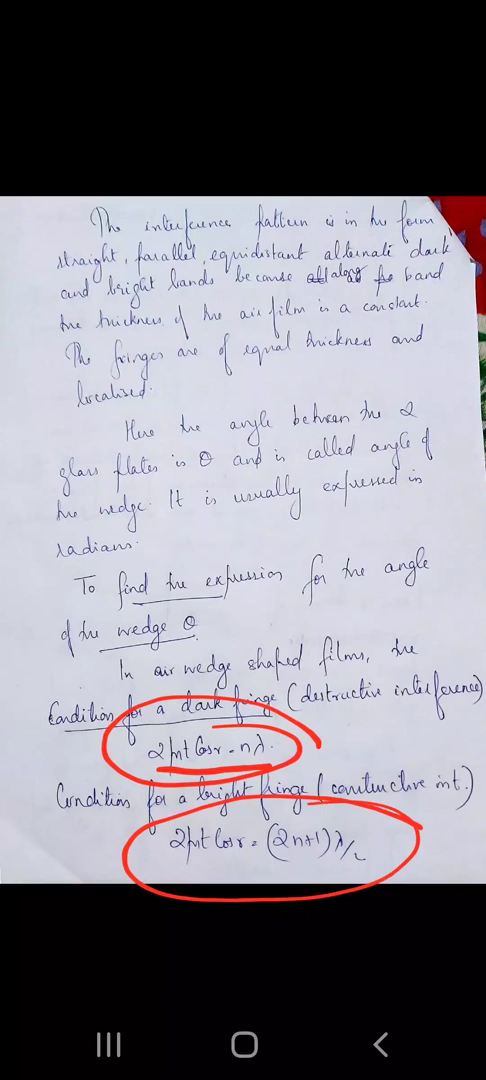 The interference pattern is in the form
straight, parallel, equidistant alternate dark
and bright bands because along a band
the thickness of the air film is a constant.
The fringes are of equal thickness and
localised.
Here the angle between the 2
glass plates is θ and is called angle of
the wedge. It is usually expressed in
radians.
To find the expression for the angle
of the wedge θ
In air wedge shaped films, the
Condition for a dark fringe (destructive interference)
2μt Cos r = nλ.
Condition for a bright fringe (constructive int.)
2μt Cos r = (2n+1) λ/2